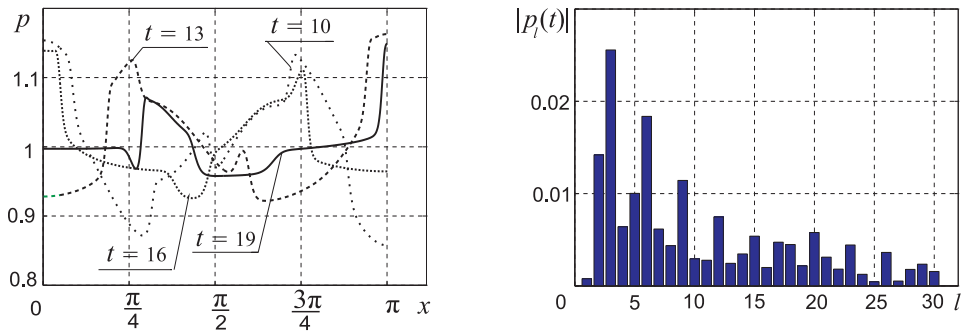 p
t = 13
t = 10
1.1
1
0.9
0.8
t = 16
t = 19
0
π/4
π/2
3π/4
π
x
|p_l(t)|
0.02
0.01
0
5
10
15
20
25
30
l